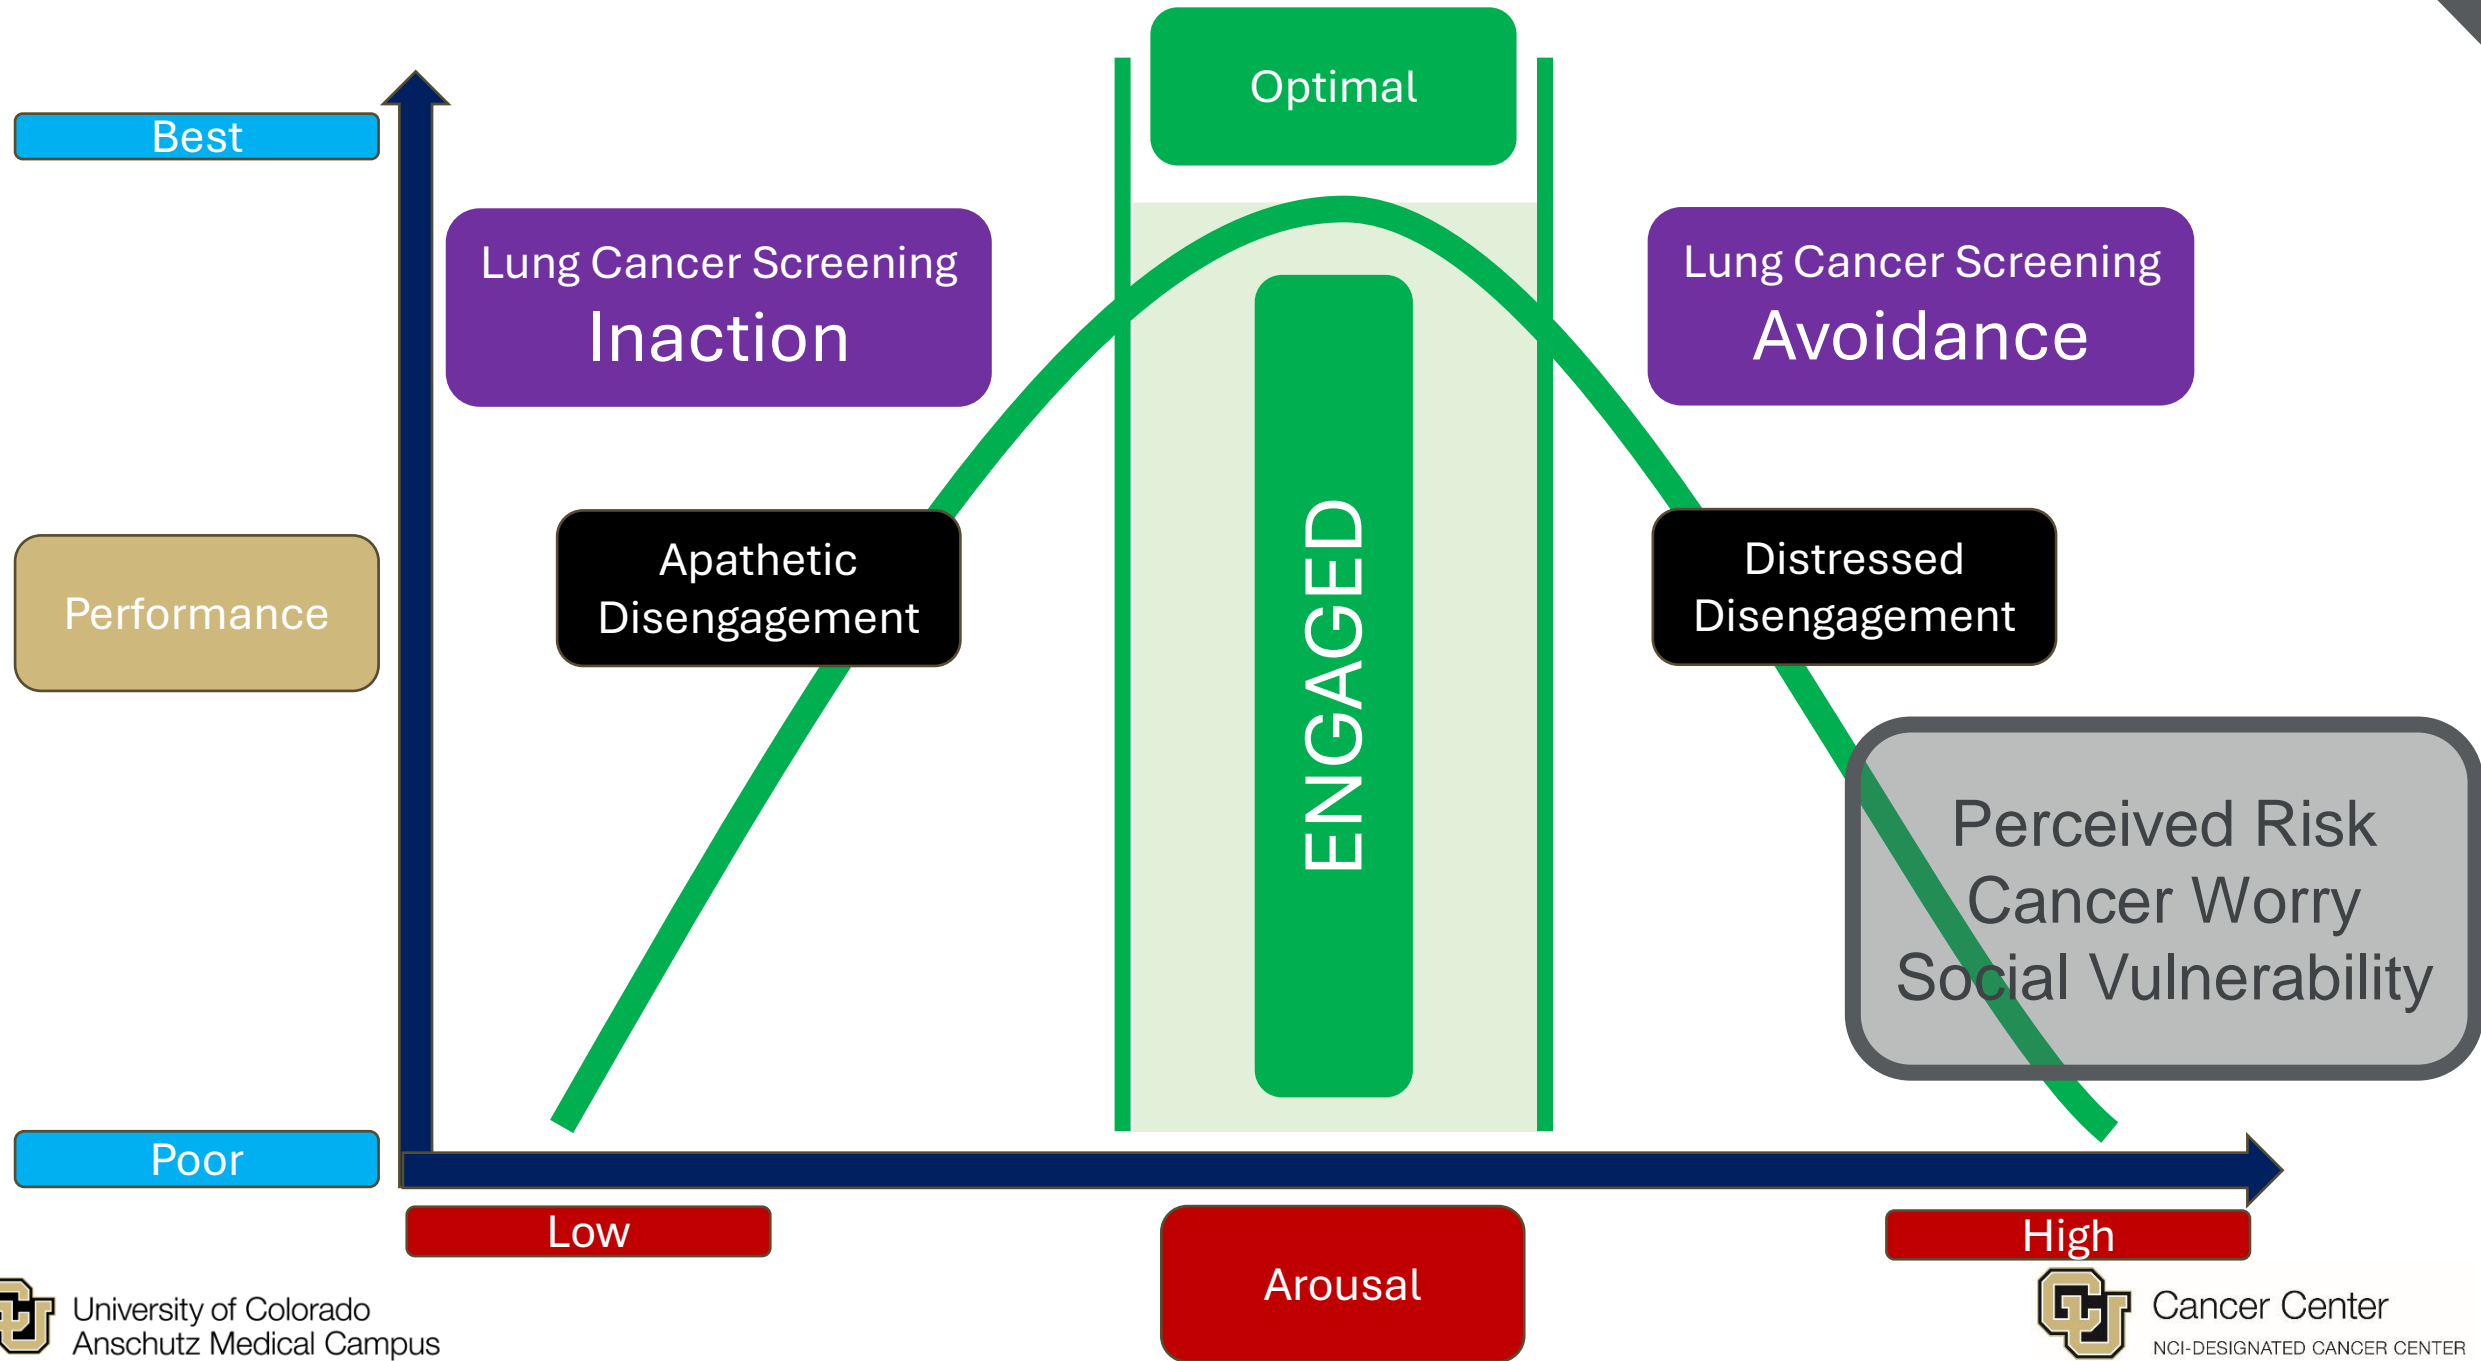 Optimal
Best
Lung Cancer Screening
Inaction
Lung Cancer Screening
Avoidance
Apathetic
Disengagement
ENGAGED
Distressed
Disengagement
Performance
Perceived Risk
Cancer Worry
Social Vulnerability
Poor
Low
High
Arousal
CU
University of Colorado
Anschutz Medical Campus
CU
Cancer Center
NCI-DESIGNATED CANCER CENTER